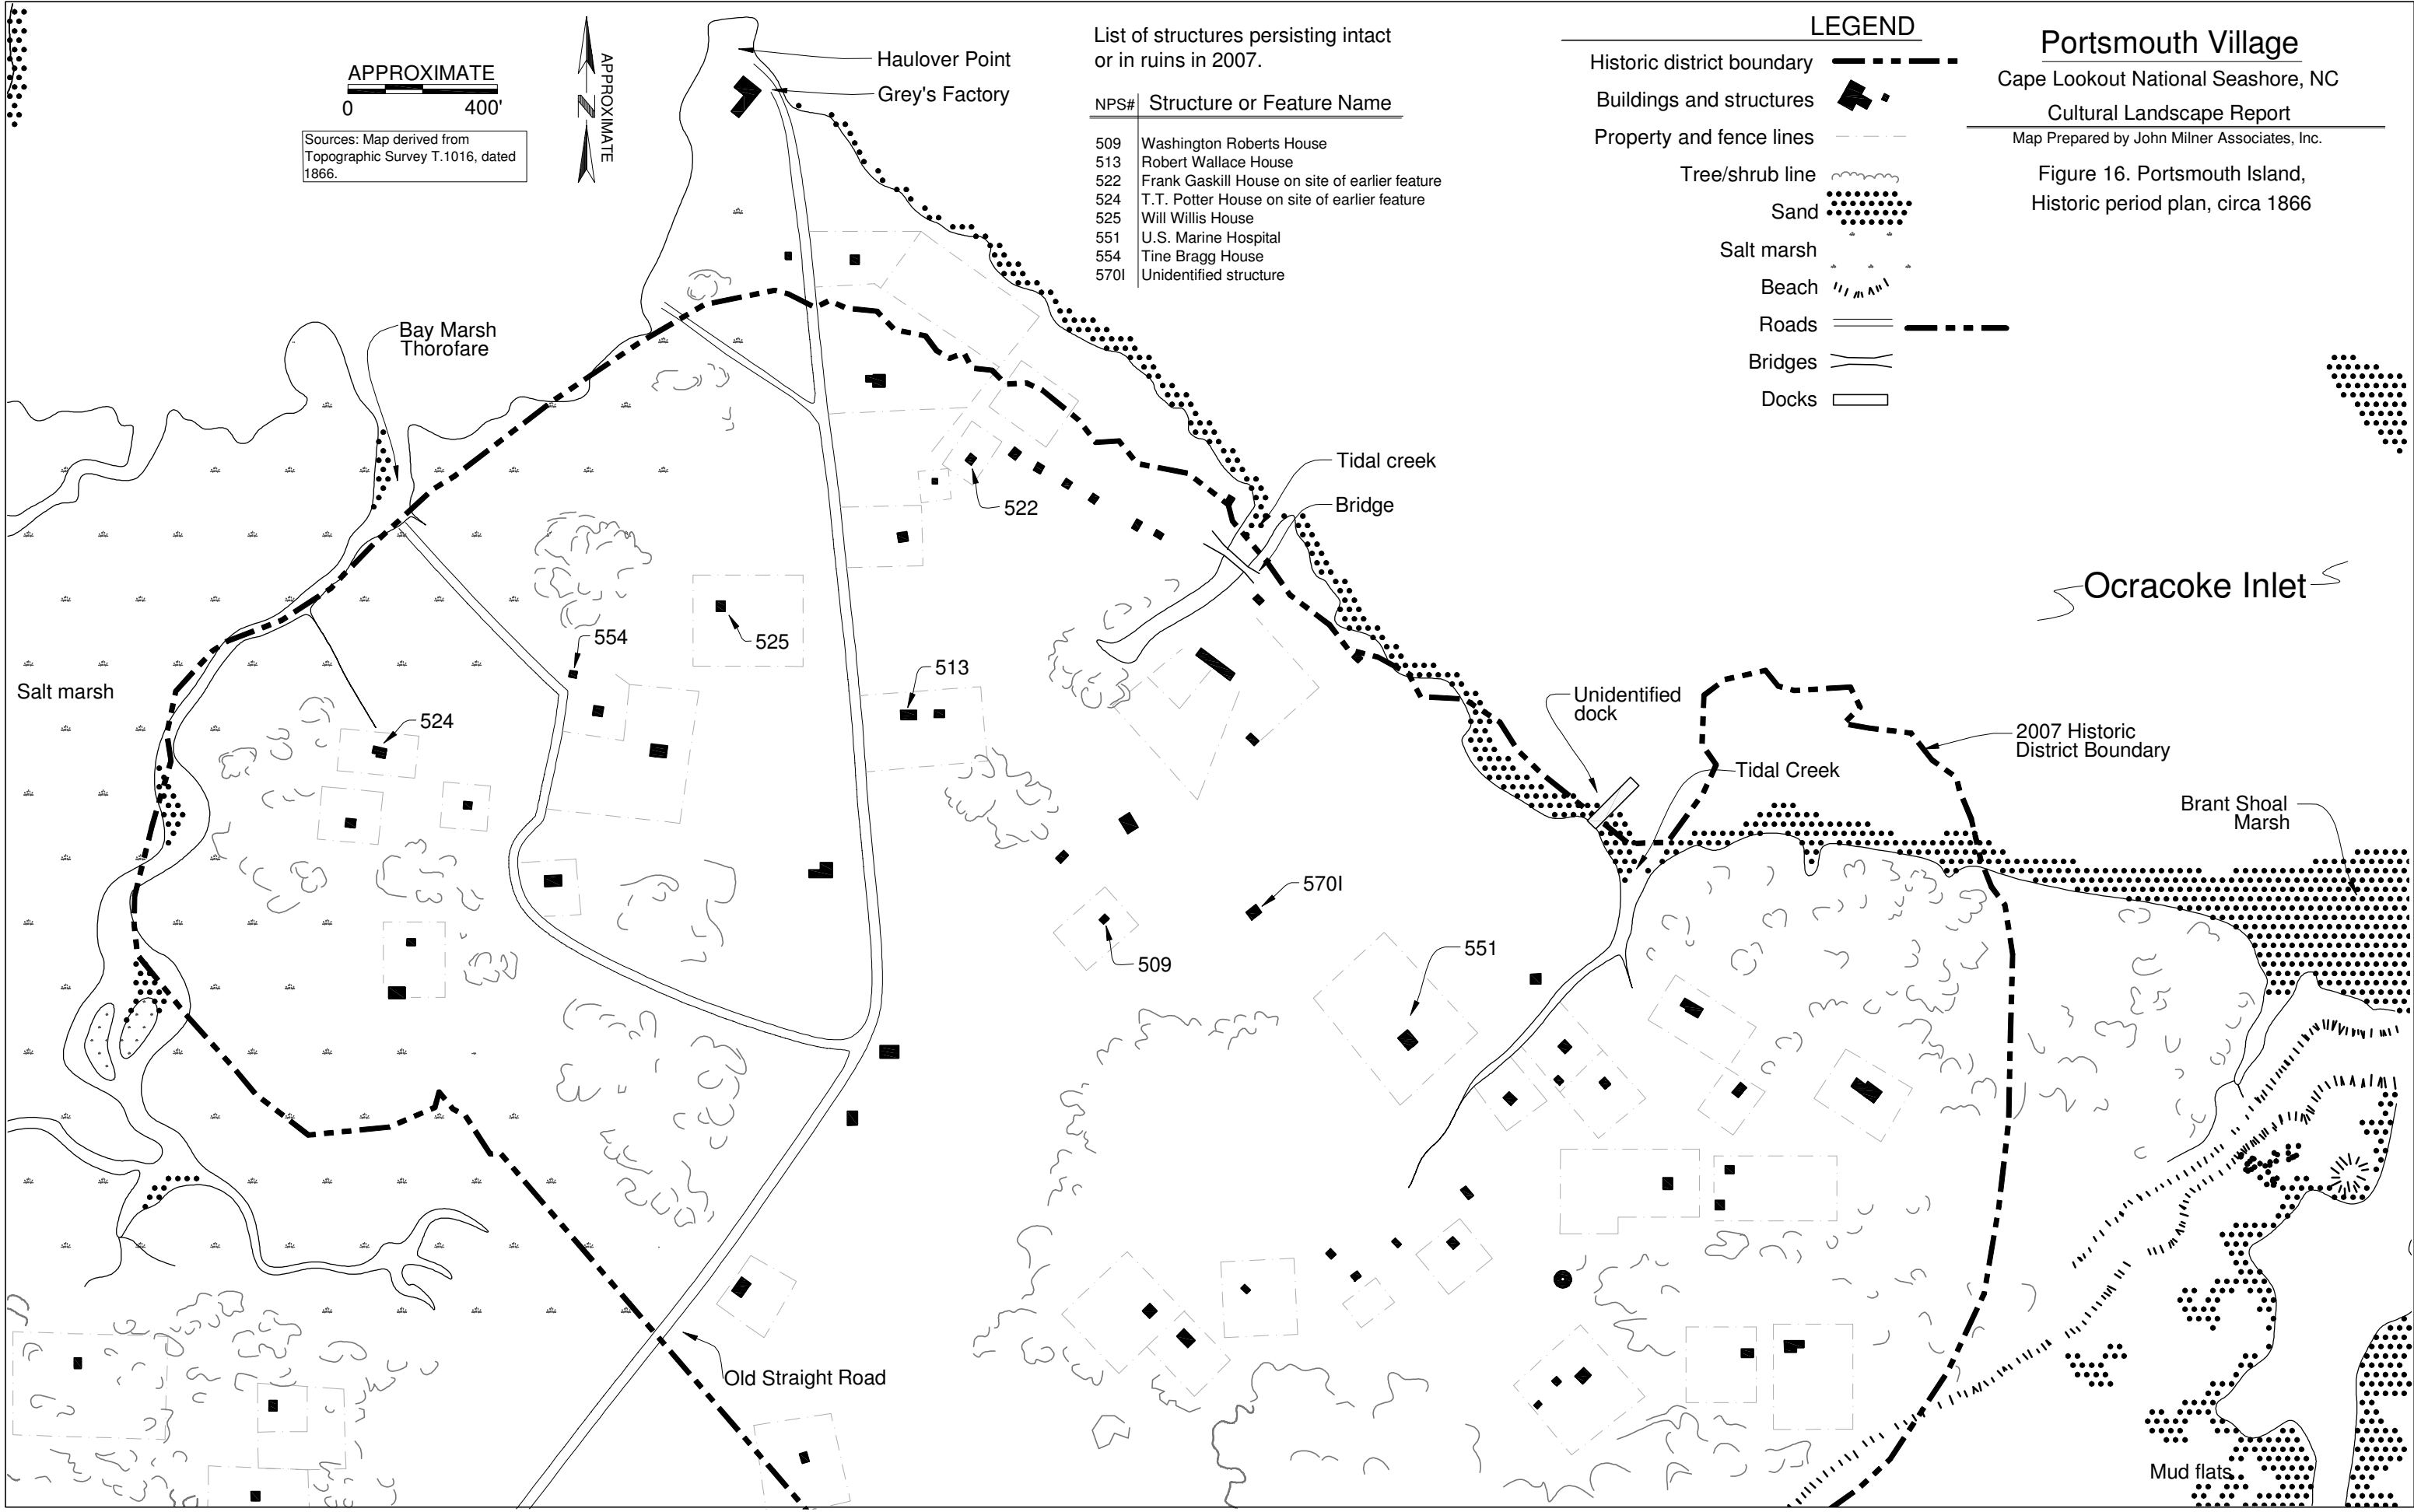 APPROXIMATE
0 400'
Sources: Map derived from
Topographic Survey T.1016, dated
1866.
APPROXIMATE
N
Haulover Point
Grey's Factory
List of structures persisting intact
or in ruins in 2007.
NPS# Structure or Feature Name
509 Washington Roberts House
513 Robert Wallace House
522 Frank Gaskill House on site of earlier feature
524 T.T. Potter House on site of earlier feature
525 Will Willis House
551 U.S. Marine Hospital
554 Tine Bragg House
570I Unidentified structure
LEGEND
Historic district boundary
Buildings and structures
Property and fence lines
Tree/shrub line
Sand
Salt marsh
Beach
Roads
Bridges
Docks
Portsmouth Village
Cape Lookout National Seashore, NC
Cultural Landscape Report
Map Prepared by John Milner Associates, Inc.
Figure 16. Portsmouth Island,
Historic period plan, circa 1866
Bay Marsh
Thorofare
Tidal creek
Bridge
522
Ocracoke Inlet
554
525
513
Salt marsh
524
Unidentified
dock
2007 Historic
District Boundary
Tidal Creek
Brant Shoal
Marsh
570I
551
509
Old Straight Road
Mud flats